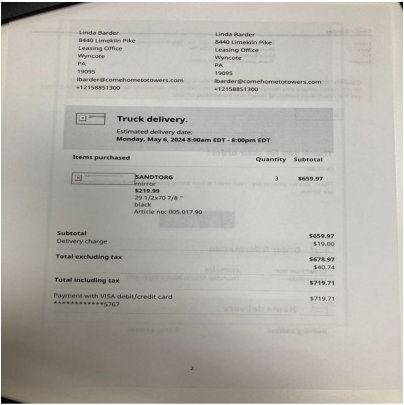 Linda Barder
8440 Limekiln Pike
Leasing Office
Wyncote
PA
19095
lbarder@comehometotowers.com
+12158851300
Linda Barder
8440 Limekiln Pike
Leasing Office
Wyncote
PA
19095
lbarder@comehometotowers.com
+12158851300
Truck delivery.
Estimated delivery date:
Monday, May 6, 2024 8:00am EDT - 8:00pm EDT
Items purchased Quantity Subtotal
SANDTORG 3 $659.97
mirror
$219.99
29 1/2x70 7/8 "
black
Article no: 005.017.90
Subtotal $659.97
Delivery charge $19.00
Total excluding tax $678.97
$40.74
Total including tax $719.71
Payment with VISA debit/credit card $719.71
************5767
2